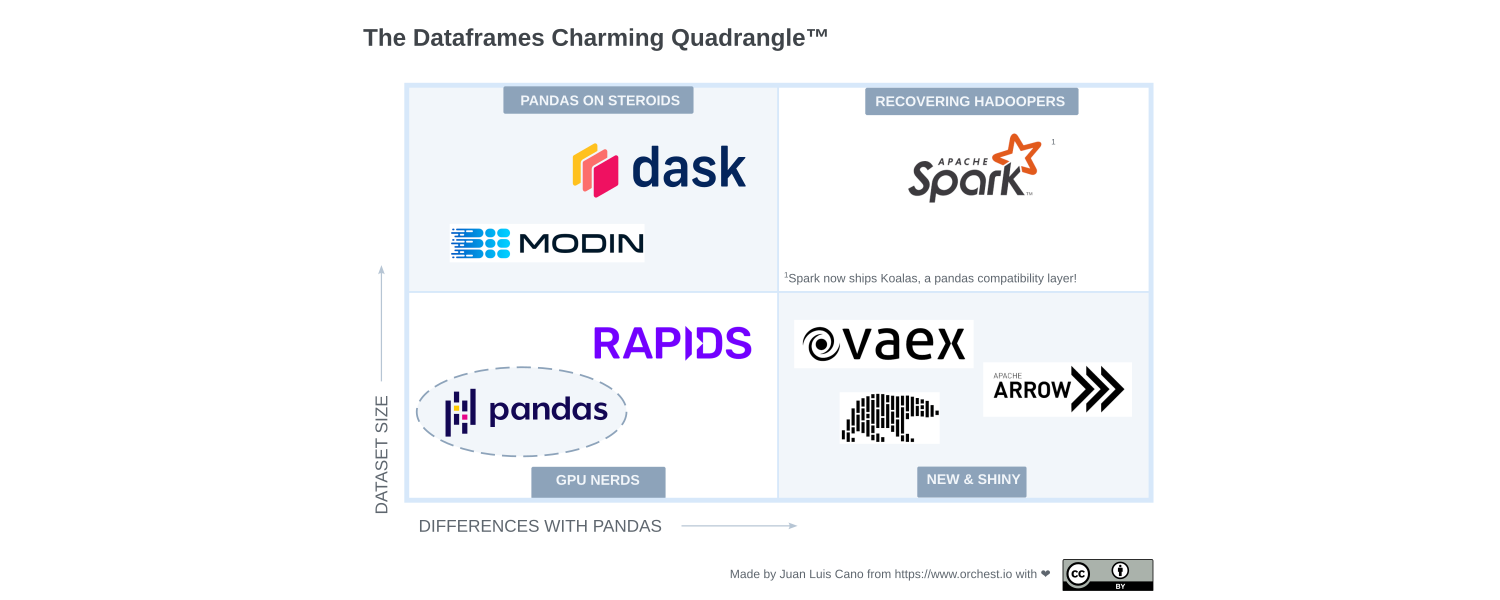 The Dataframes Charming Quadrangle™
PANDAS ON STEROIDS
RECOVERING HADOOPERS
dask
APACHE
Spark™ 1
MODIN
1Spark now ships Koalas, a pandas compatibility layer!
RAPIDS
vaex
APACHE
ARROW
pandas
GPU NERDS
NEW & SHINY
DATASET SIZE
DIFFERENCES WITH PANDAS
Made by Juan Luis Cano from https://www.orchest.io with ❤
cc
BY